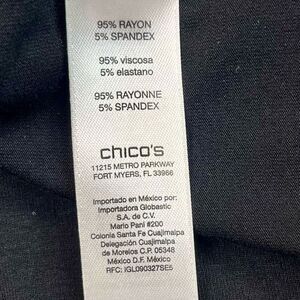 95% RAYON
5% SPANDEX
95% viscosa
5% elastano
95% RAYONNE
5% SPANDEX
chico's
11215 METRO PARKWAY
FORT MYERS, FL 33966
Importado en México por:
Importadora Globastic
S.A. de C.V.
Mario Pani #200
Colonia Santa Fe Cuajimalpa
Delegación Cuajimalpa
de Morelos C.P. 05348
México D.F. México
RFC: IGL090327SE5